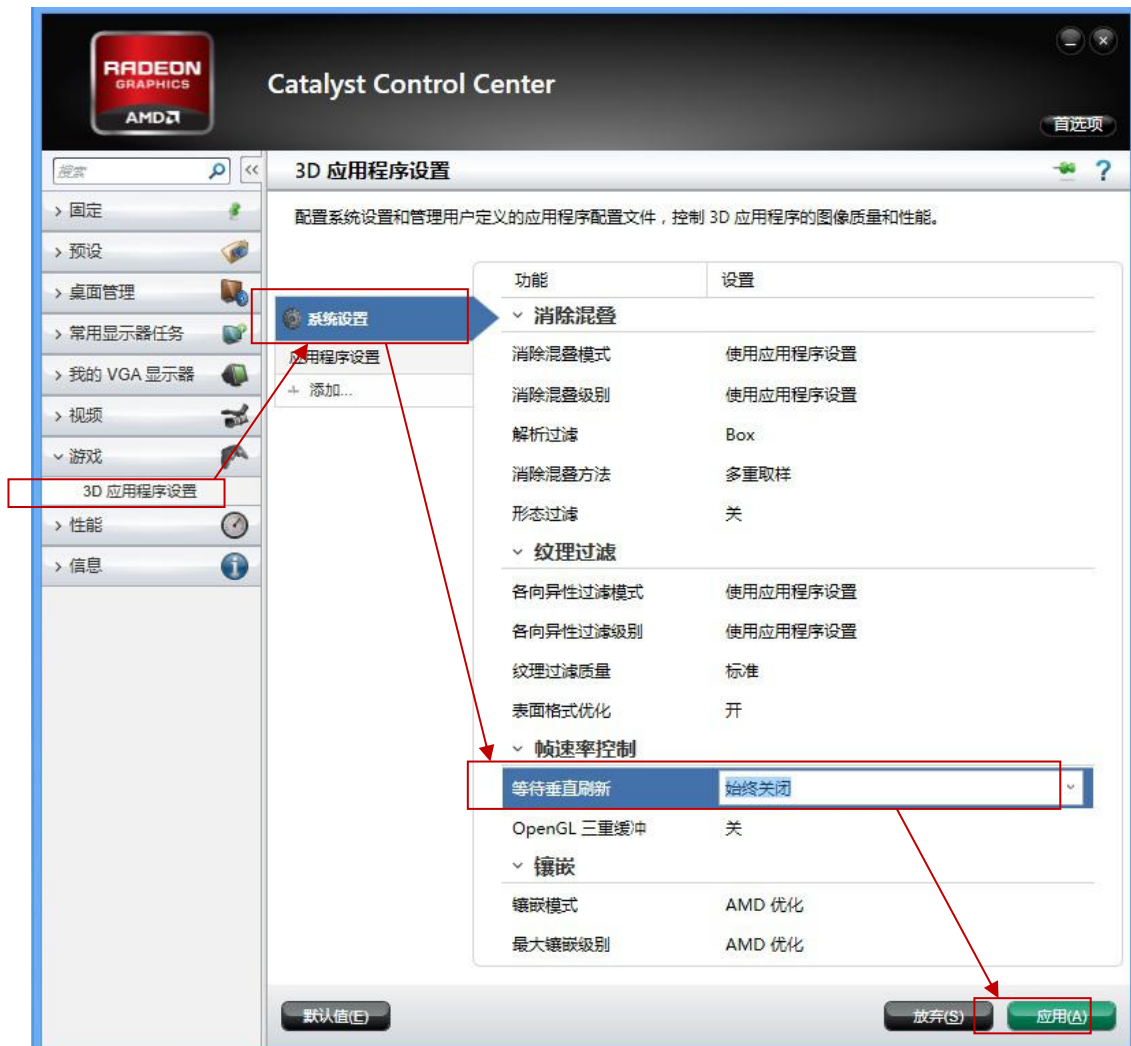 RADEON
GRAPHICS
AMD
Catalyst Control Center
首选项
搜索
3D 应用程序设置
?
固定
配置系统设置和管理用户定义的应用程序配置文件，控制 3D 应用程序的图像质量和性能。
预设
桌面管理
常用显示器任务
我的 VGA 显示器
视频
游戏
3D 应用程序设置
性能
信息
系统设置
应用程序设置
+ 添加...
功能 设置
消除混叠
消除混叠模式 使用应用程序设置
消除混叠级别 使用应用程序设置
解析过滤 Box
消除混叠方法 多重取样
形态过滤 关
纹理过滤
各向异性过滤模式 使用应用程序设置
各向异性过滤级别 使用应用程序设置
纹理过滤质量 标准
表面格式优化 开
帧速率控制
等待垂直刷新 始终关闭
OpenGL 三重缓冲 关
镶嵌
镶嵌模式 AMD 优化
最大镶嵌级别 AMD 优化
默认值(E) 放弃(S) 应用(A)